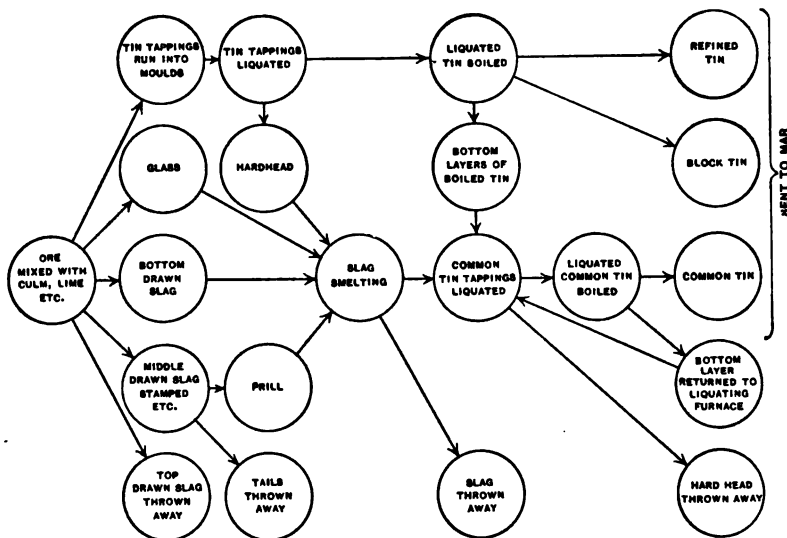 TIN TAPPINGS
RUN INTO
MOULDS
TIN TAPPINGS
LIQUATED
LIQUATED
TIN BOILED
REFINED
TIN
GLASS
HARDHEAD
BOTTOM
LAYERS OF
BOILED TIN
BLOCK TIN
ORE
MIXED WITH
CULM, LIME
ETC.
BOTTOM
DRAWN
SLAG
SLAG
SMELTING
COMMON
TIN TAPPINGS
LIQUATED
LIQUATED
COMMON TIN
BOILED
COMMON TIN
MIDDLE
DRAWN SLAG
STAMPED
ETC.
PRILL
BOTTOM
LAYER
RETURNED TO
LIQUATING
FURNACE
TOP
DRAWN SLAG
THROWN
AWAY
TAILS
THROWN
AWAY
SLAG
THROWN
AWAY
HARD HEAD
THROWN AWAY
TO MAR